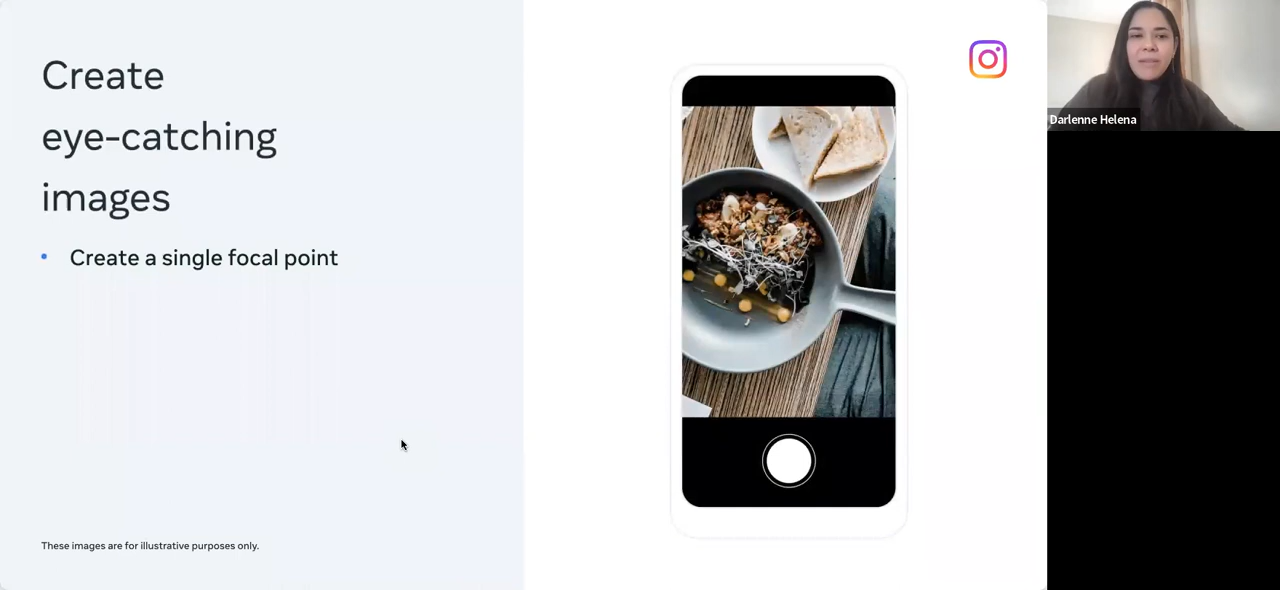 Create
eye-catching
images
Create a single focal point
These images are for illustrative purposes only.
Darlenne Helena